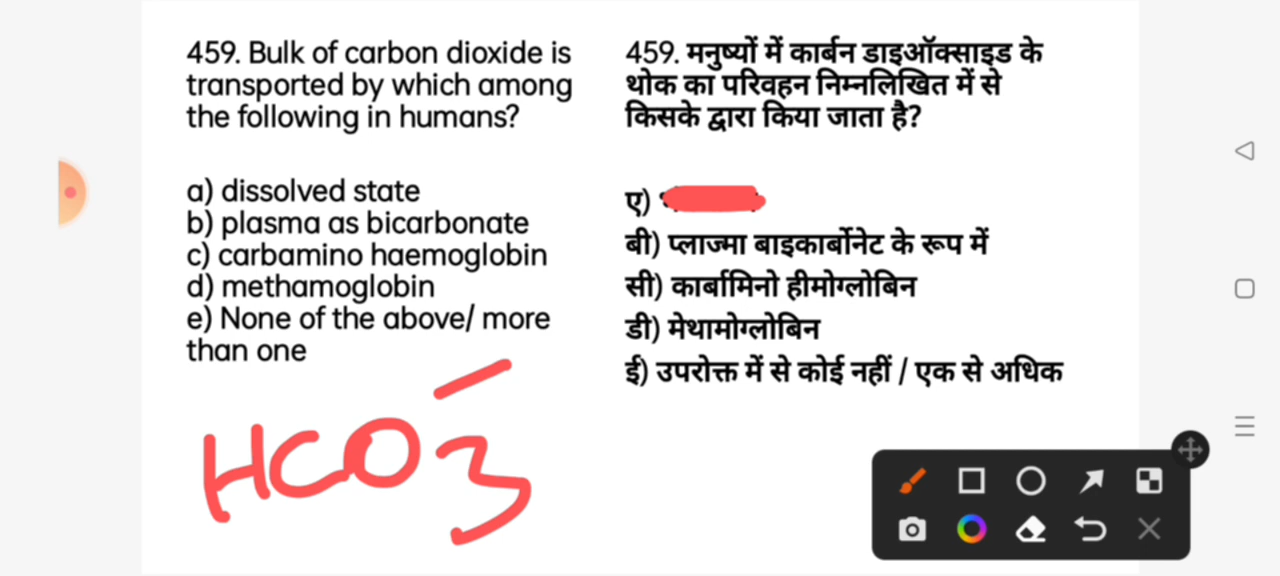 459. Bulk of carbon dioxide is
transported by which among
the following in humans?
a) dissolved state
b) plasma as bicarbonate
c) carbamino haemoglobin
d) methamoglobin
e) None of the above/ more
than one
HCO3⁻
459. मनुष्यों में कार्बन डाइऑक्साइड के
थोक का परिवहन निम्नलिखित में से
किसके द्वारा किया जाता है?
ए)
बी) प्लाज्मा बाइकार्बोनेट के रूप में
सी) कार्बामिनो हीमोग्लोबिन
डी) मेथामोग्लोबिन
ई) उपरोक्त में से कोई नहीं / एक से अधिक